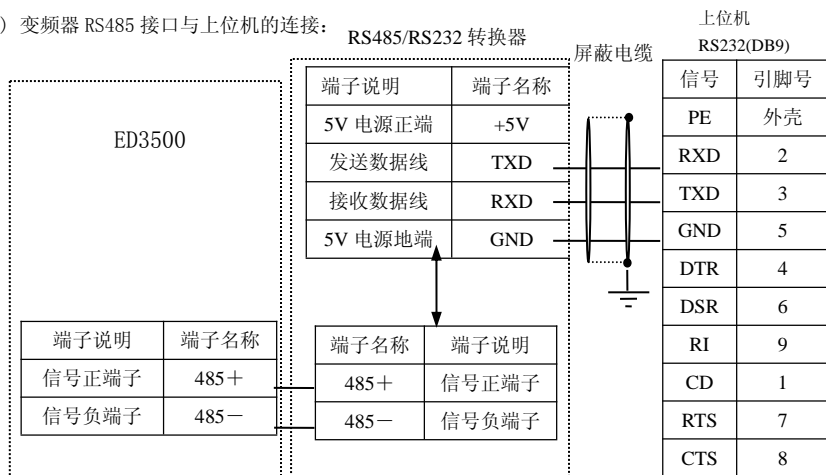 ) 变频器 RS485 接口与上位机的连接：
RS485/RS232 转换器
屏蔽电缆
上位机
RS232(DB9)
ED3500
端子说明 端子名称
5V 电源正端 +5V
发送数据线 TXD
接收数据线 RXD
5V 电源地端 GND
信号 引脚号
PE 外壳
RXD 2
TXD 3
GND 5
DTR 4
DSR 6
RI 9
CD 1
RTS 7
CTS 8
端子说明 端子名称
信号正端子 485＋
信号负端子 485－
端子名称 端子说明
485＋ 信号正端子
485－ 信号负端子